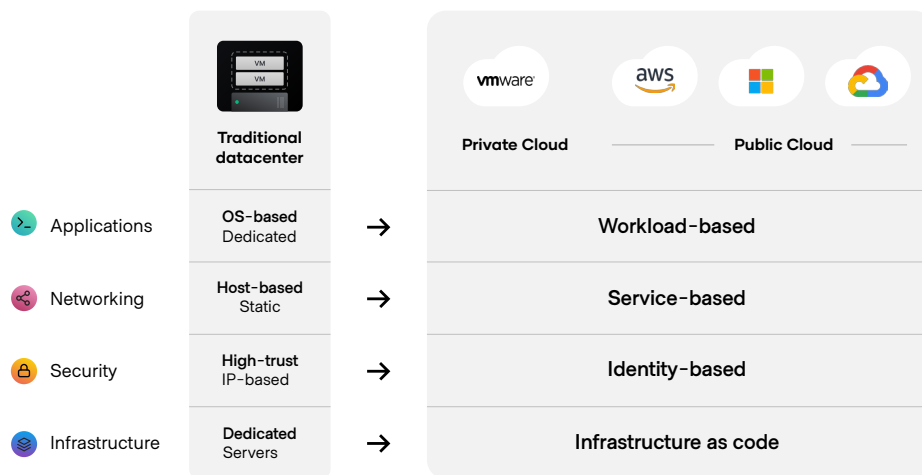 VM
VM
vmware
aws
Traditional
datacenter
Private Cloud
Public Cloud
Applications
OS-based
Dedicated
→
Workload-based
Networking
Host-based
Static
→
Service-based
Security
High-trust
IP-based
→
Identity-based
Infrastructure
Dedicated
Servers
→
Infrastructure as code